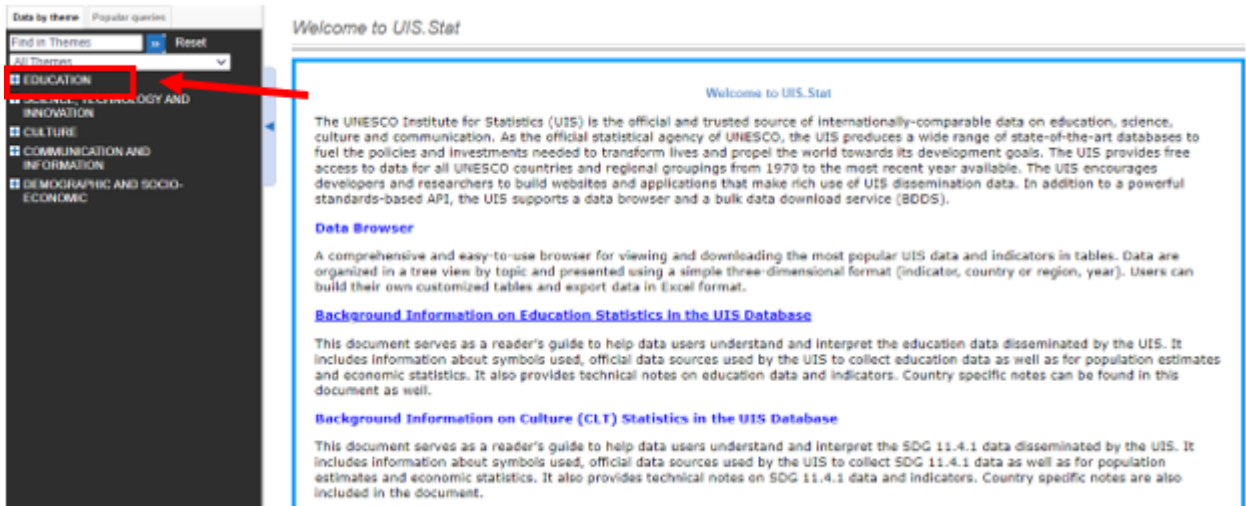 Data by theme
Popular queries
Find in Themes
»
Reset
All Themes
EDUCATION
SCIENCE, TECHNOLOGY AND
INNOVATION
CULTURE
COMMUNICATION AND
INFORMATION
DEMOGRAPHIC AND SOCIO-
ECONOMIC
Welcome to UIS.Stat
Welcome to UIS.Stat
The UNESCO Institute for Statistics (UIS) is the official and trusted source of internationally-comparable data on education, science,
culture and communication. As the official statistical agency of UNESCO, the UIS produces a wide range of state-of-the-art databases to
fuel the policies and investments needed to transform lives and propel the world towards its development goals. The UIS provides free
access to data for all UNESCO countries and regional groupings from 1970 to the most recent year available. The UIS encourages
developers and researchers to build websites and applications that make rich use of UIS dissemination data. In addition to a powerful
standards-based API, the UIS supports a data browser and a bulk data download service (BDDS).
Data Browser
A comprehensive and easy-to-use browser for viewing and downloading the most popular UIS data and indicators in tables. Data are
organized in a tree view by topic and presented using a simple three-dimensional format (indicator, country or region, year). Users can
build their own customized tables and export data in Excel format.
Background Information on Education Statistics in the UIS Database
This document serves as a reader's guide to help data users understand and interpret the education data disseminated by the UIS. It
includes information about symbols used, official data sources used by the UIS to collect education data as well as for population estimates
and economic statistics. It also provides technical notes on education data and indicators. Country specific notes can be found in this
document as well.
Background Information on Culture (CLT) Statistics in the UIS Database
This document serves as a reader's guide to help data users understand and interpret the SDG 11.4.1 data disseminated by the UIS. It
includes information about symbols used, official data sources used by the UIS to collect SDG 11.4.1 data as well as for population
estimates and economic statistics. It also provides technical notes on SDG 11.4.1 data and indicators. Country specific notes are also
included in the document.